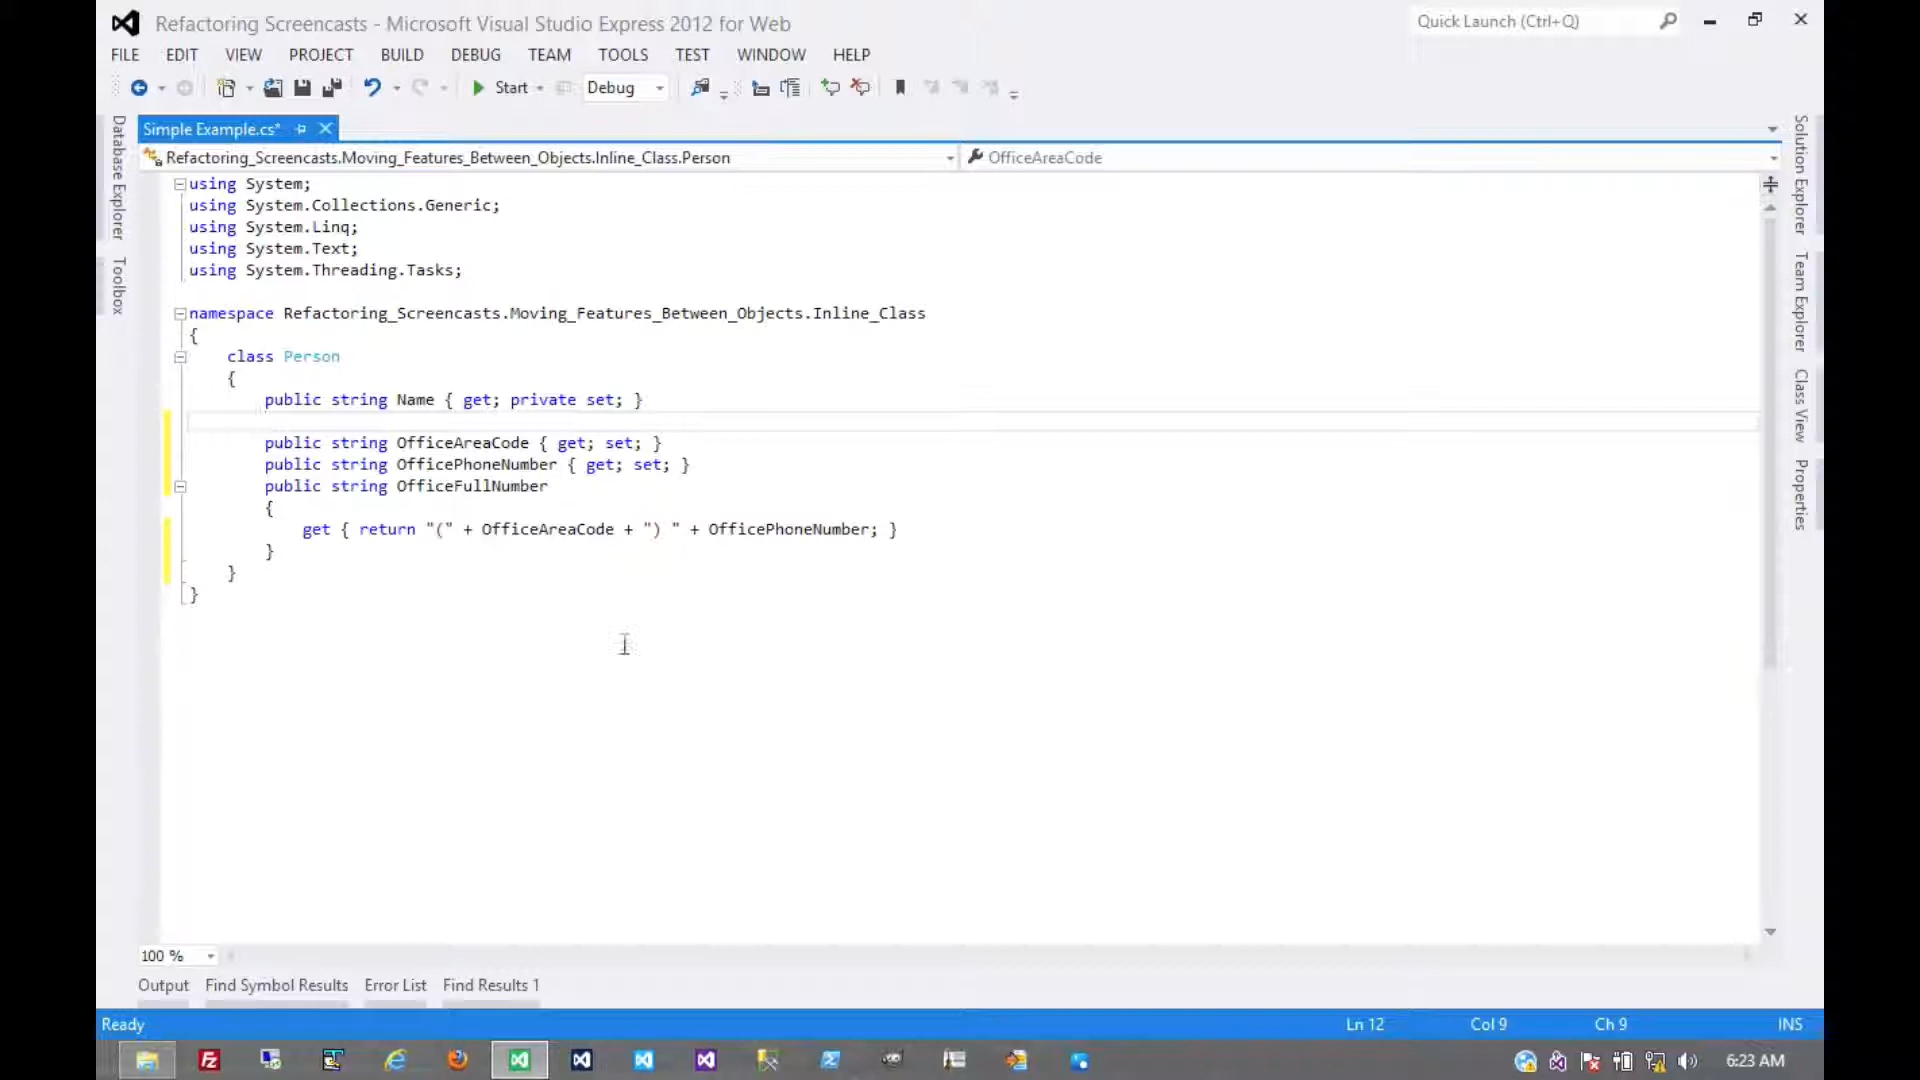 Refactoring Screencasts - Microsoft Visual Studio Express 2012 for Web
Quick Launch (Ctrl+Q)
FILE EDIT VIEW PROJECT BUILD DEBUG TEAM TOOLS TEST WINDOW HELP
Start Debug
Simple Example.cs*
Refactoring_Screencasts.Moving_Features_Between_Objects.Inline_Class.Person
OfficeAreaCode
Database Explorer
Toolbox
using System;
using System.Collections.Generic;
using System.Linq;
using System.Text;
using System.Threading.Tasks;
namespace Refactoring_Screencasts.Moving_Features_Between_Objects.Inline_Class
{
class Person
{
public string Name { get; private set; }
public string OfficeAreaCode { get; set; }
public string OfficePhoneNumber { get; set; }
public string OfficeFullNumber
{
get { return "(" + OfficeAreaCode + ") " + OfficePhoneNumber; }
}
}
}
Solution Explorer
Team Explorer
Class View
Properties
100 %
Output Find Symbol Results Error List Find Results 1
Ready Ln 12 Col 9 Ch 9 INS
6:23 AM